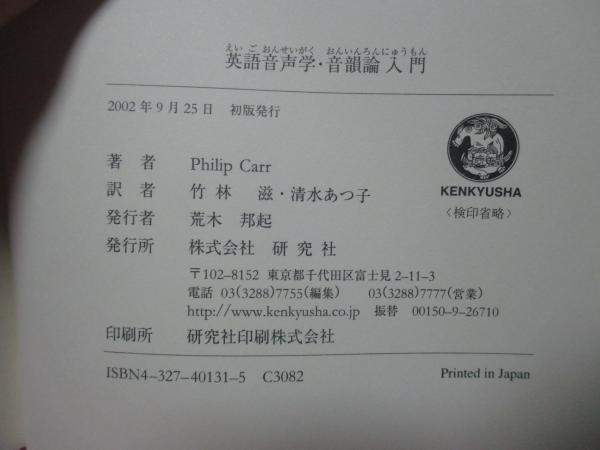 えい ご おんせいがく おんいんろんにゅうもん
英語音声学・音韻論入門
2002年9月25日 初版発行
著者 Philip Carr
訳者 竹林 滋・清水あつ子
発行者 荒木 邦起
発行所 株式会社 研究社
〒102–8152 東京都千代田区富士見 2–11–3
電話 03(3288)7755(編集) 03(3288)7777(営業)
http://www.kenkyusha.co.jp 振替 00150–9–26710
印刷所 研究社印刷株式会社
KENKYUSHA
〈検印省略〉
ISBN4–327–40131–5 C3082
Printed in Japan